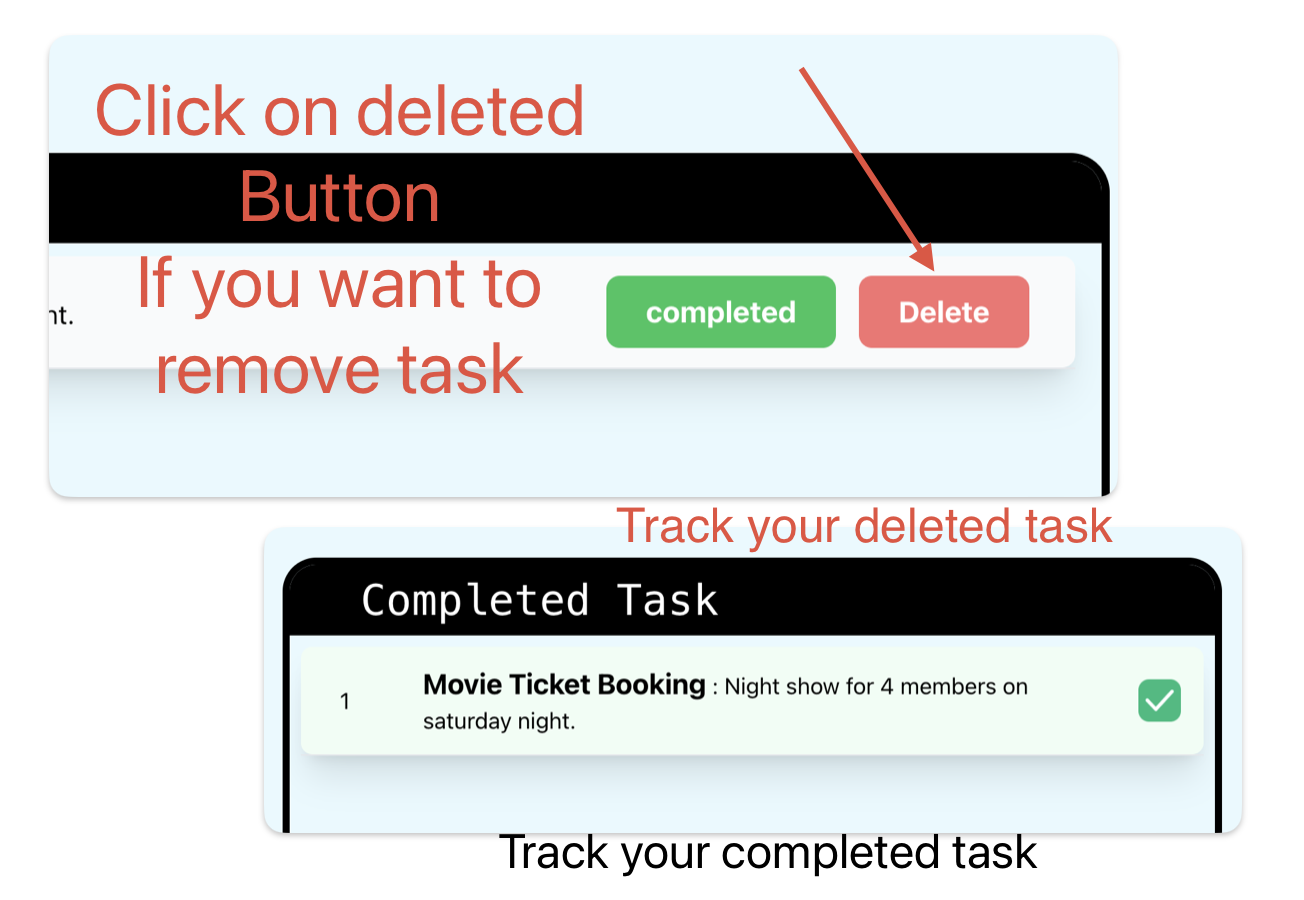 Click on deleted
Button
If you want to
remove task
completed Delete
Track your deleted task
Completed Task
1 Movie Ticket Booking : Night show for 4 members on
saturday night.
Track your completed task